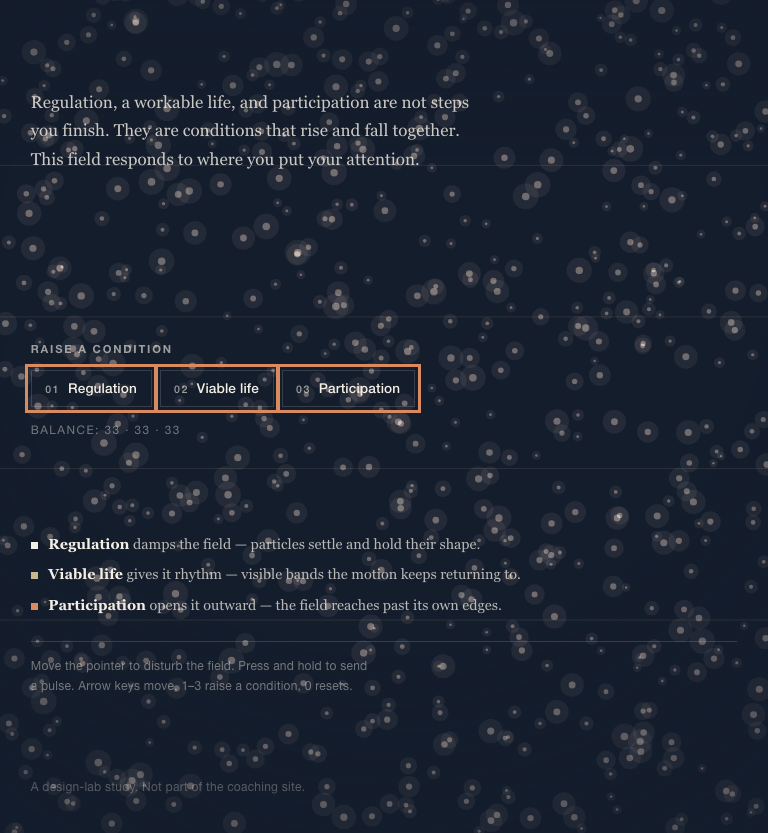 Regulation, a workable life, and participation are not steps
you finish. They are conditions that rise and fall together.
This field responds to where you put your attention.
RAISE A CONDITION
01 Regulation
02 Viable life
03 Participation
BALANCE: 33 · 33 · 33
Regulation damps the field — particles settle and hold their shape.
Viable life gives it rhythm — visible bands the motion keeps returning to.
Participation opens it outward — the field reaches past its own edges.
Move the pointer to disturb the field. Press and hold to send
a pulse. Arrow keys move, 1–3 raise a condition, 0 resets.
A design-lab study. Not part of the coaching site.